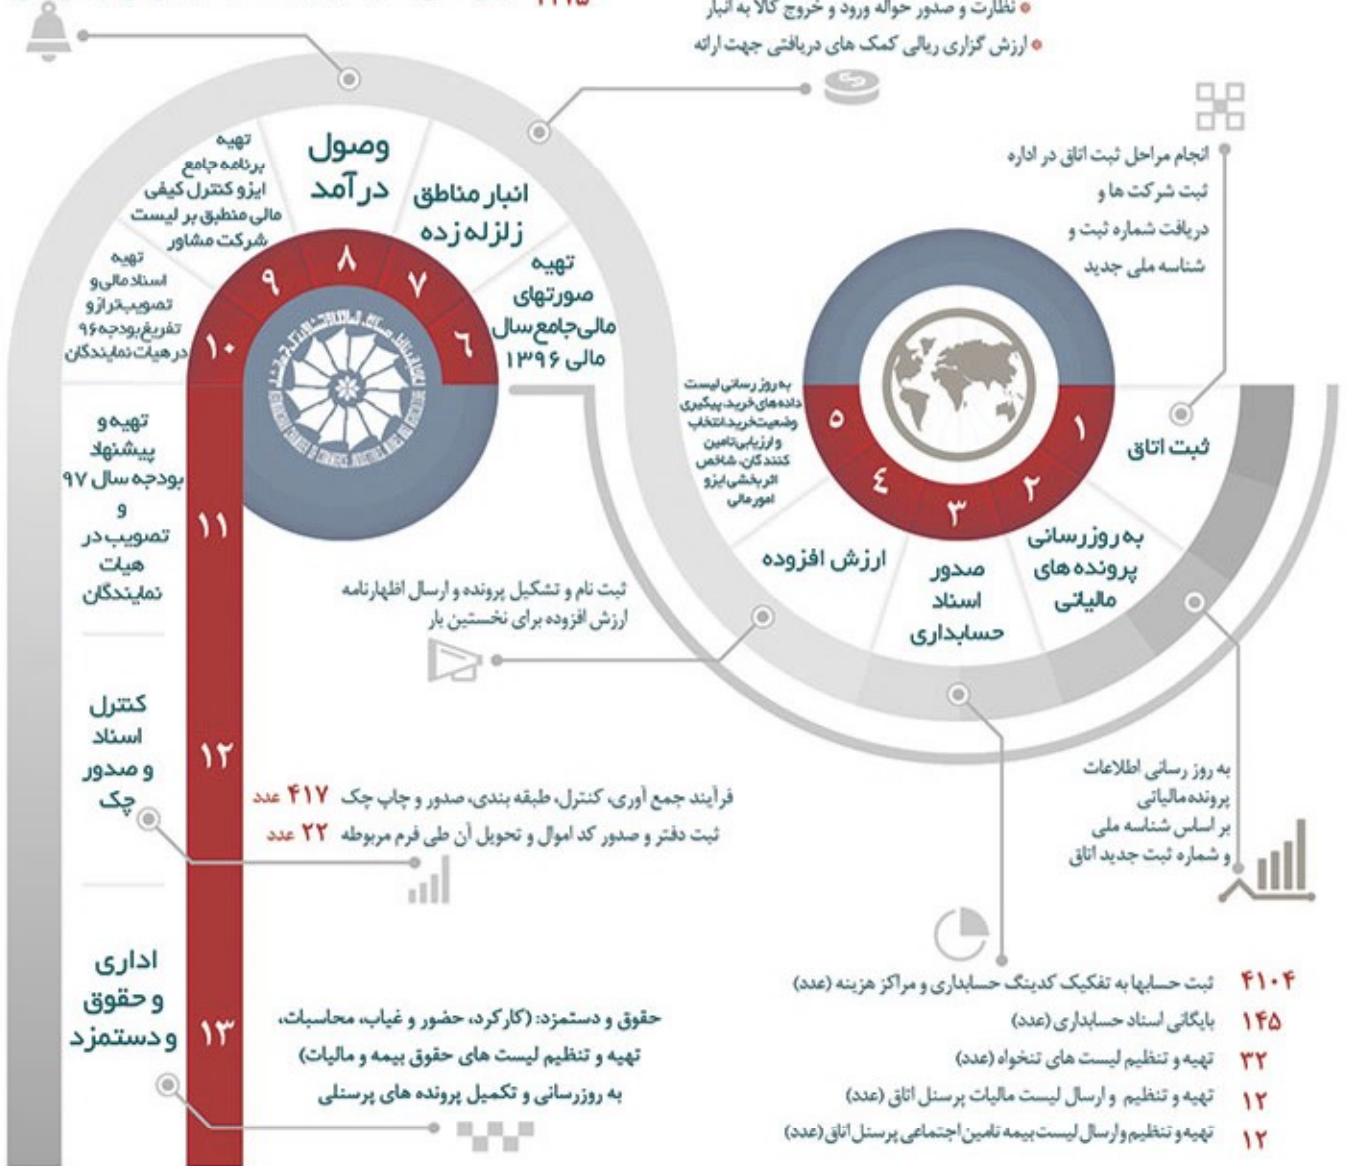 نظارت و صدور حواله ورود و خروج کالا به انبار
ارزش گزاری ریالی کمک های دریافتی جهت ارائه
انجام مراحل ثبت اتاق در اداره
ثبت شرکت ها و
دریافت شماره ثبت و
شناسه ملی جدید
۱
ثبت اتاق
۲
به روزرسانی
پرونده های
مالیاتی
به روز رسانی اطلاعات
پرونده مالیاتی
بر اساس شناسه ملی
و شماره ثبت جدید اتاق
۳
صدور
اسناد
حسابداری
۴۱۰۴ ثبت حسابها به تفکیک کدینگ حسابداری و مراکز هزینه (عدد)
۱۴۵ بایگانی اسناد حسابداری (عدد)
۳۲ تهیه و تنظیم لیست های تنخواه (عدد)
۱۲ تهیه و تنظیم و ارسال لیست مالیات پرسنل اتاق (عدد)
۱۲ تهیه و تنظیم و ارسال لیست بیمه تامین اجتماعی پرسنل اتاق (عدد)
٤
ارزش افزوده
ثبت نام و تشکیل پرونده و ارسال اظهارنامه
ارزش افزوده برای نخستین بار
۵
به روز رسانی لیست
داده های خرید، پیگیری
وضعیت خرید، انتخاب
و ارزیابی تامین
کنندگان، شاخص
اثر بخشی ایزو
امور مالی
٦
تهیه
صورتهای
مالی جامع سال
مالی ۱۳۹۶
۷
انبار مناطق
زلزله زده
۸
وصول
درآمد
۹
تهیه
برنامه جامع
ایزو کنترل کیفی
مالی منطبق بر لیست
شرکت مشاور
۱۰
تهیه
اسناد مالی و
تصویب ترازو
تفریغ بودجه ۹۶
در هیات نمایندگان
۱۱
تهیه و
پیشنهاد
بودجه سال ۹۷
و
تصویب در
هیات
نمایندگان
۱۲
کنترل
اسناد
و صدور
چک
فرآیند جمع آوری، کنترل، طبقه بندی، صدور و چاپ چک ۴۱۷ عدد
ثبت دفتر و صدور کد اموال و تحویل آن طی فرم مربوطه ۲۲ عدد
۱۳
اداری
و حقوق
و دستمزد
حقوق و دستمزد: (کارکرد، حضور و غیاب، محاسبات،
تهیه و تنظیم لیست های حقوق بیمه و مالیات)
به روزرسانی و تکمیل پرونده های پرسنلی